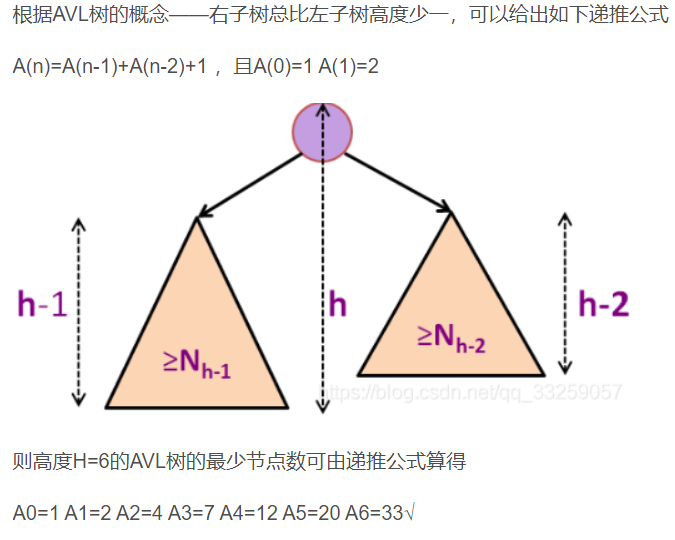 根据AVL树的概念——右子树总比左子树高度少一，可以给出如下递推公式
A(n)=A(n-1)+A(n-2)+1 ，且A(0)=1 A(1)=2
h-1
h
h-2
≥Nh-1
≥Nh-2
https://blog.csdn.net/qq_33259057
则高度H=6的AVL树的最少节点数可由递推公式算得
A0=1 A1=2 A2=4 A3=7 A4=12 A5=20 A6=33√